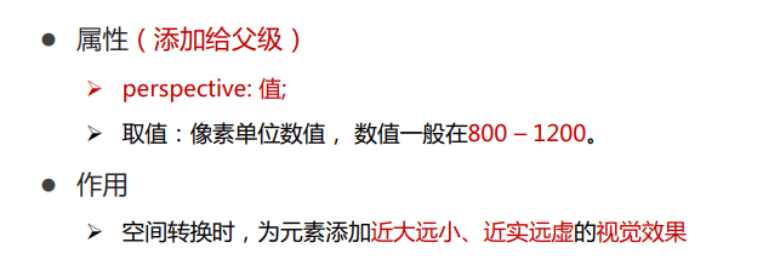 ● 属性（添加给父级）
➢ perspective: 值;
➢ 取值：像素单位数值， 数值一般在800 – 1200。
● 作用
➢ 空间转换时，为元素添加近大远小、近实远虚的视觉效果